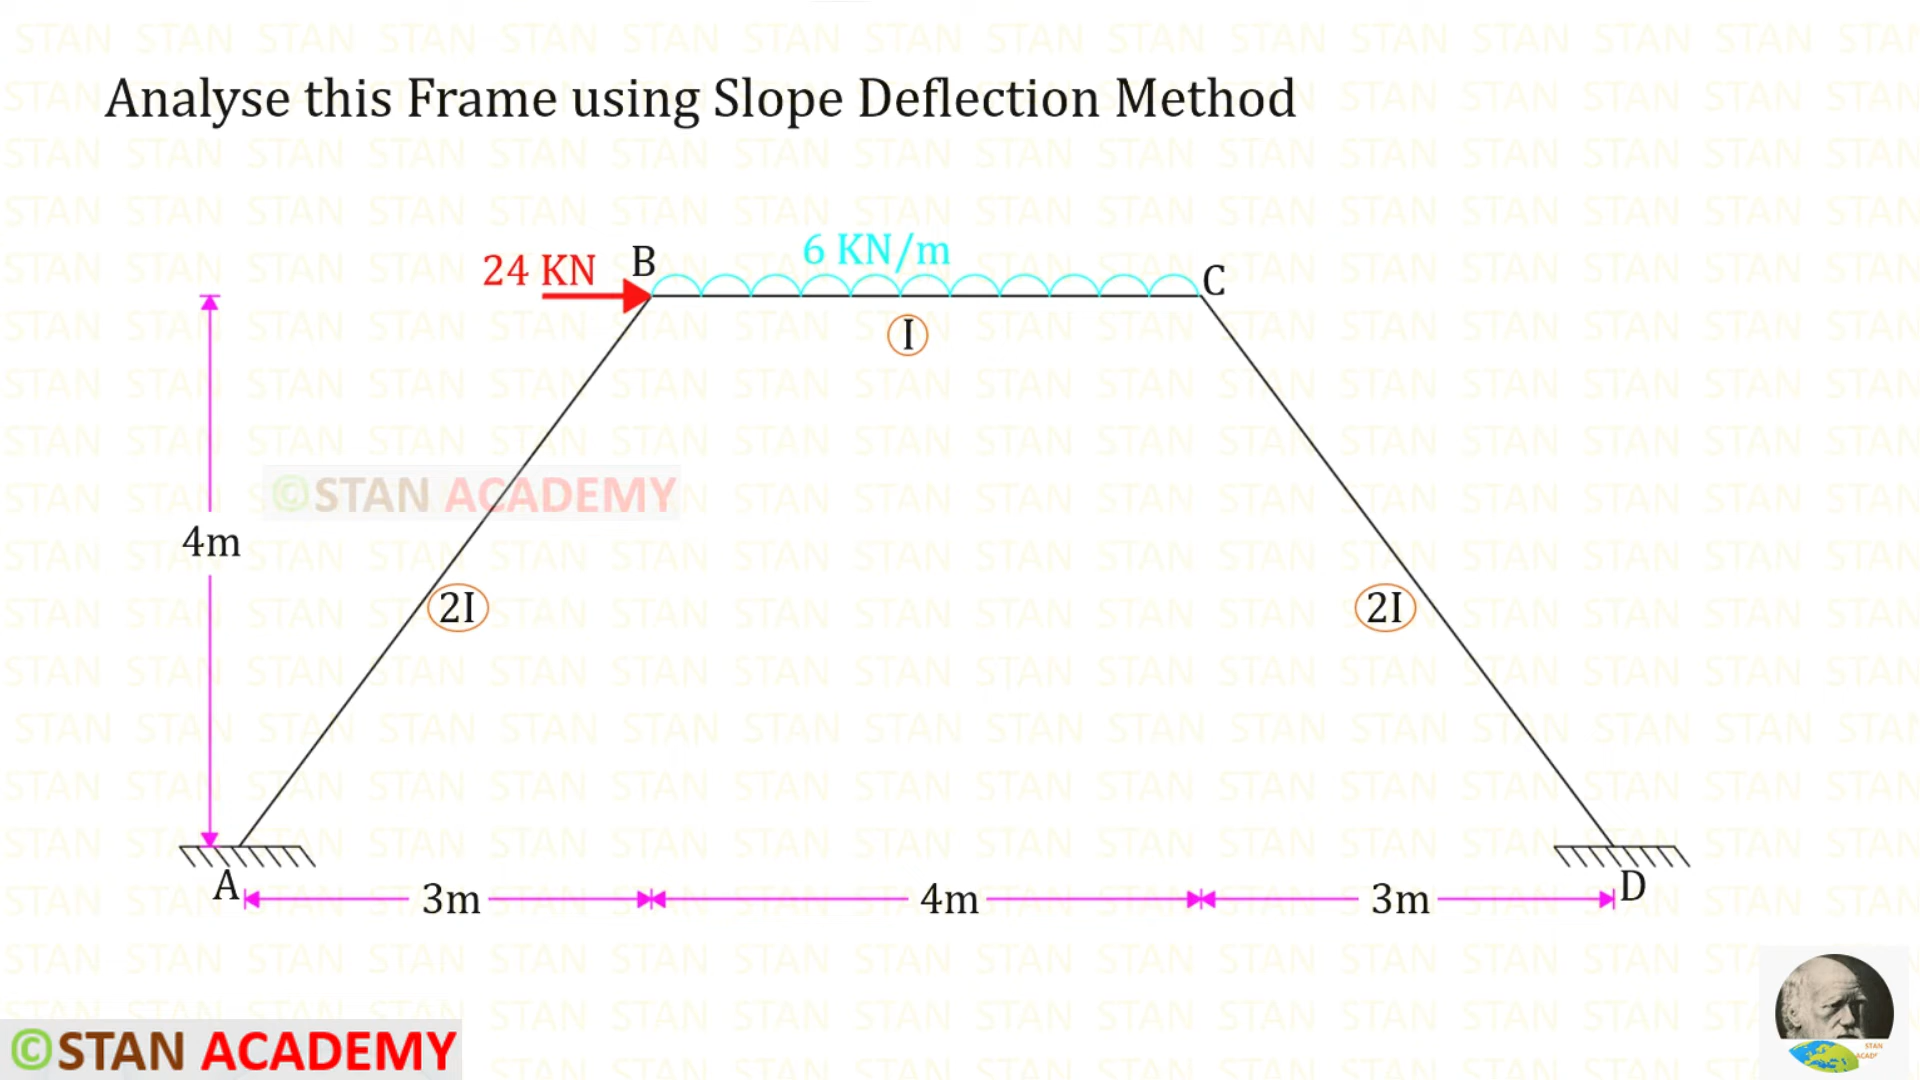 Analyse this Frame using Slope Deflection Method
6 KN/m
24 KN
B
C
I
©STAN ACADEMY
4m
2I
2I
A
3m
4m
3m
D
©STAN ACADEMY
STAN